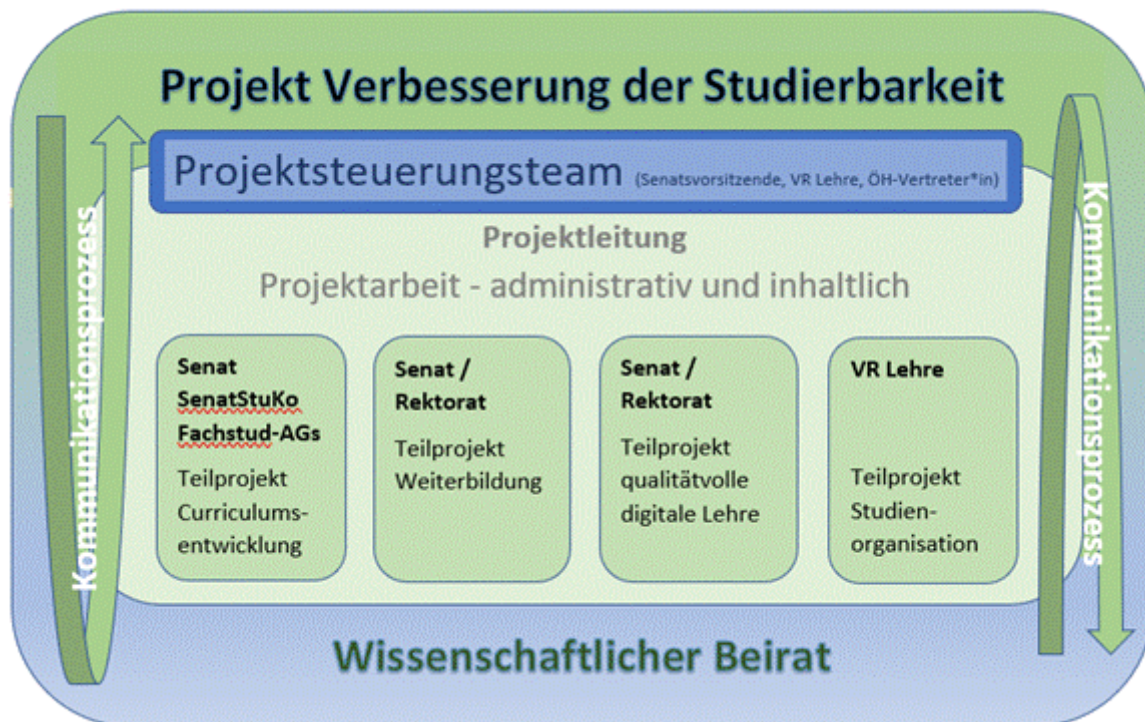 Projekt Verbesserung der Studierbarkeit
Projektsteuerungsteam (Senatsvorsitzende, VR Lehre, ÖH-Vertreter*in)
Projektleitung
Projektarbeit - administrativ und inhaltlich
Kommunikationsprozess
Senat
SenatStuKo
Fachstud-AGs
Teilprojekt
Curriculums-
entwicklung
Senat /
Rektorat
Teilprojekt
Weiterbildung
Senat /
Rektorat
Teilprojekt
qualitätvolle
digitale Lehre
VR Lehre
Teilprojekt
Studien-
organisation
Kommunikationsprozess
Wissenschaftlicher Beirat